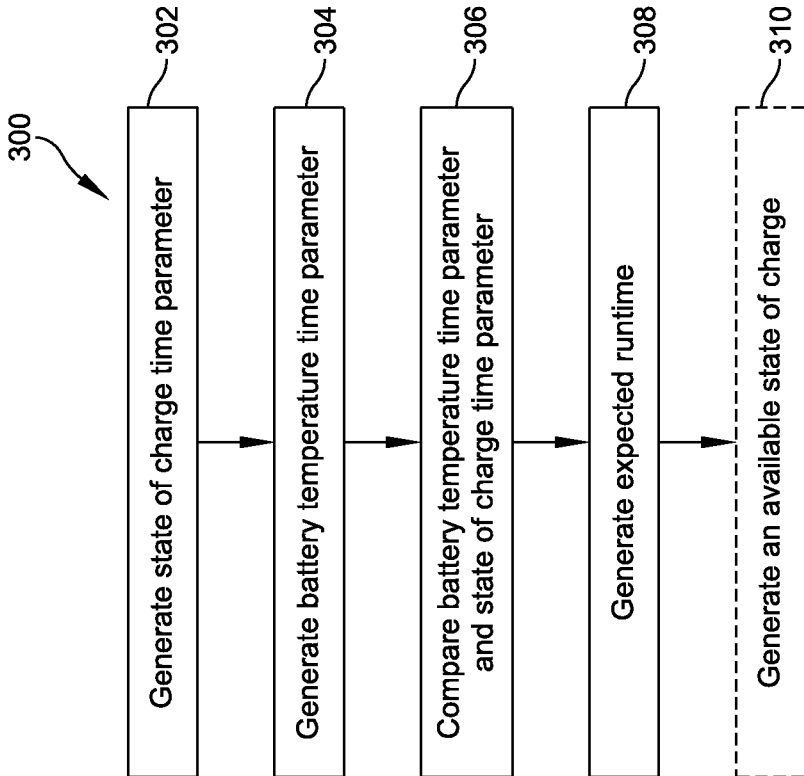 300
Generate state of charge time parameter
302
Generate battery temperature time parameter
304
Compare battery temperature time parameter
and state of charge time parameter
306
Generate expected runtime
308
Generate an available state of charge
310